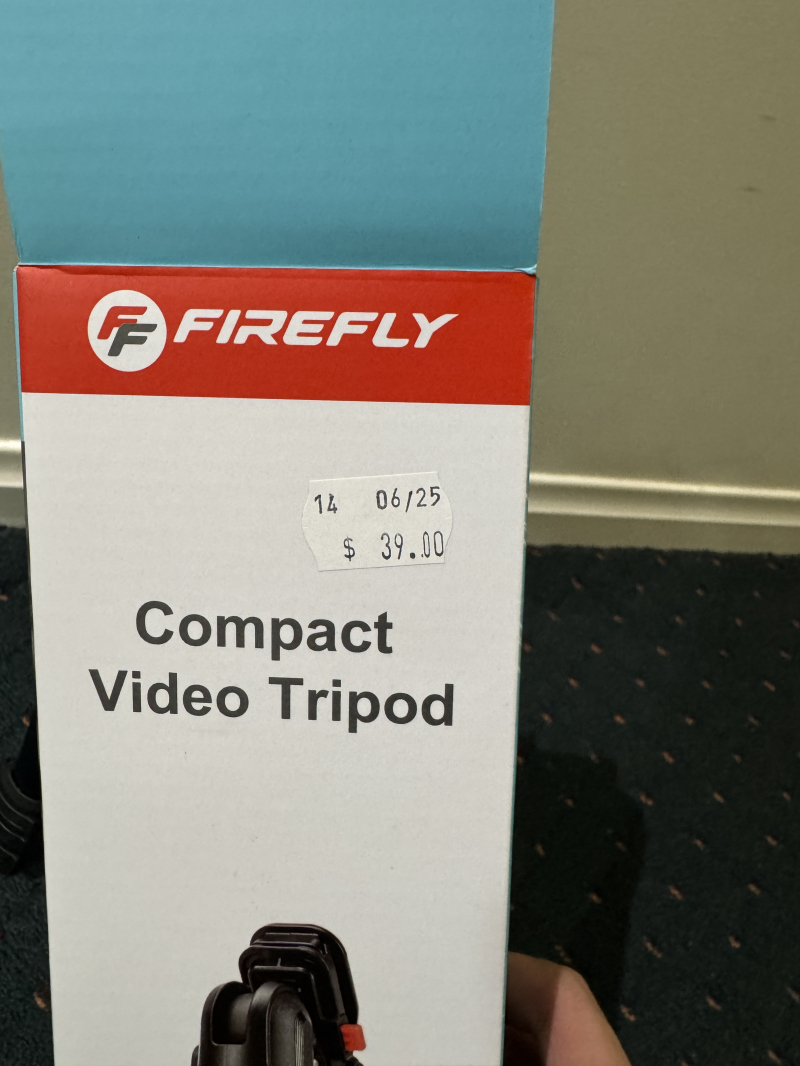 FF FIREFLY
14 06/25
$ 39.00
Compact
Video Tripod